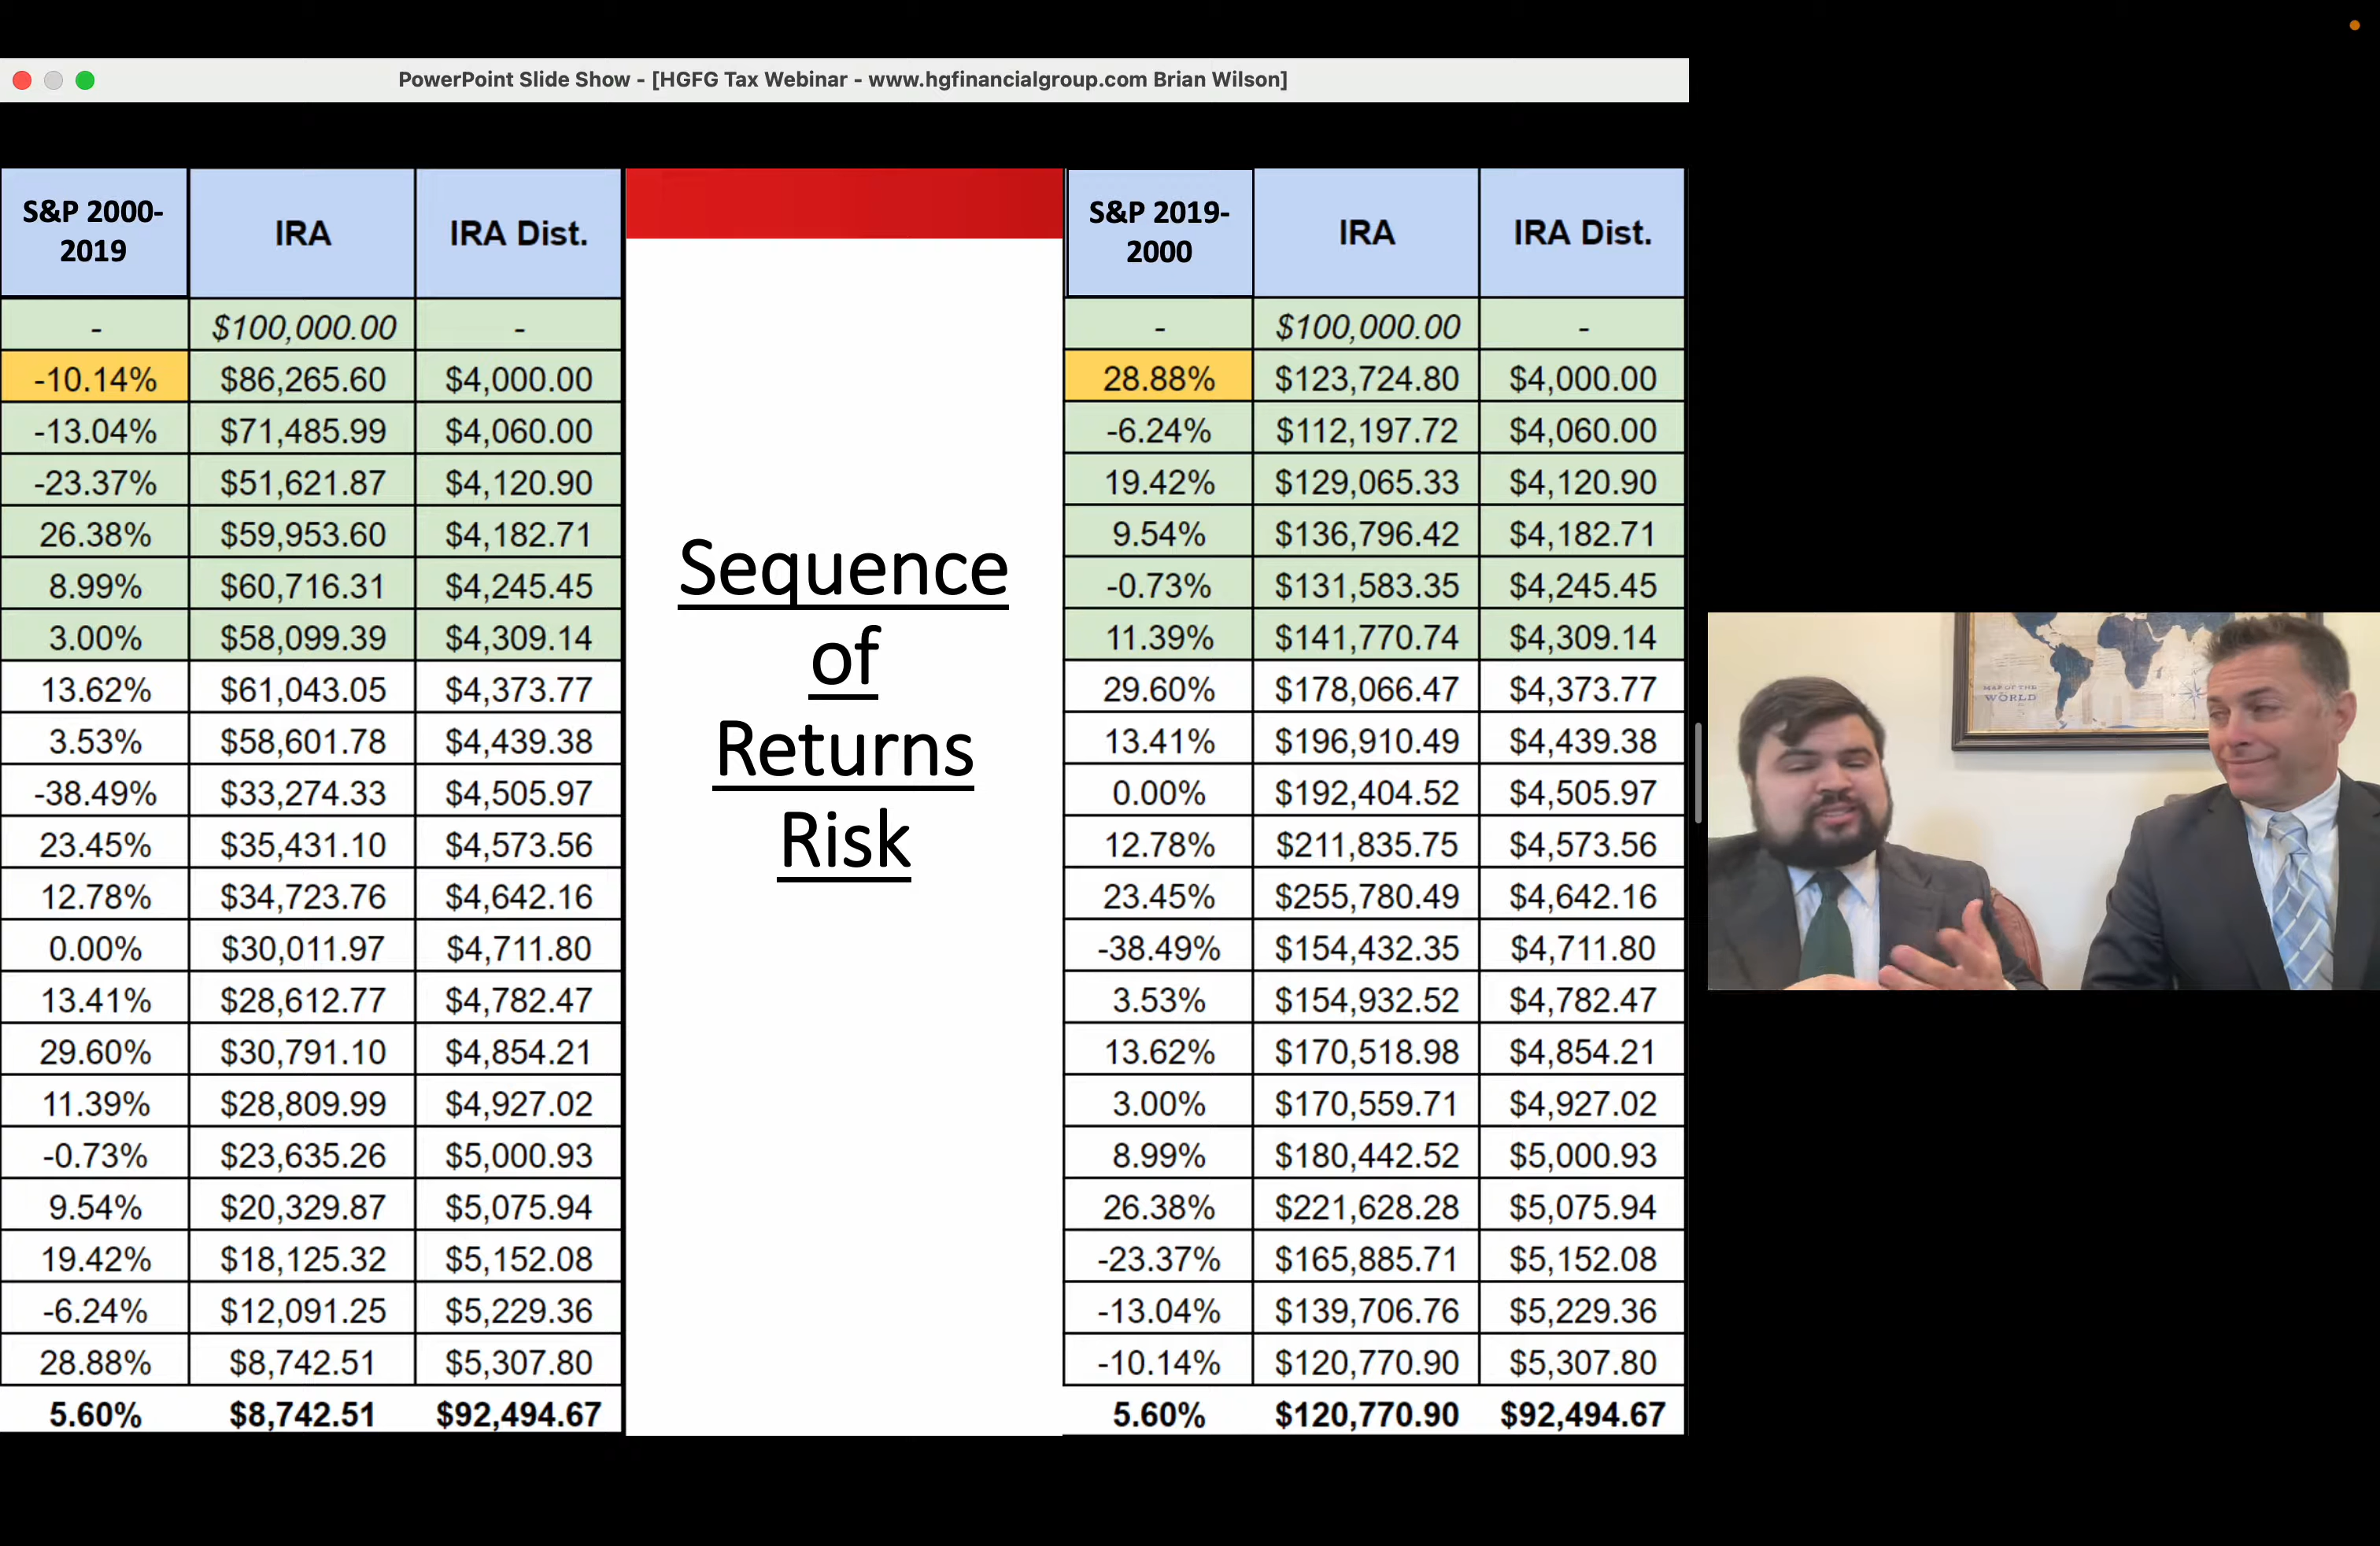 PowerPoint Slide Show - [HGFG Tax Webinar - www.hgfinancialgroup.com Brian Wilson]
S&P 2000-
2019 IRA IRA Dist.
- $100,000.00 -
-10.14% $86,265.60 $4,000.00
-13.04% $71,485.99 $4,060.00
-23.37% $51,621.87 $4,120.90
26.38% $59,953.60 $4,182.71
8.99% $60,716.31 $4,245.45
3.00% $58,099.39 $4,309.14
13.62% $61,043.05 $4,373.77
3.53% $58,601.78 $4,439.38
-38.49% $33,274.33 $4,505.97
23.45% $35,431.10 $4,573.56
12.78% $34,723.76 $4,642.16
0.00% $30,011.97 $4,711.80
13.41% $28,612.77 $4,782.47
29.60% $30,791.10 $4,854.21
11.39% $28,809.99 $4,927.02
-0.73% $23,635.26 $5,000.93
9.54% $20,329.87 $5,075.94
19.42% $18,125.32 $5,152.08
-6.24% $12,091.25 $5,229.36
28.88% $8,742.51 $5,307.80
5.60% $8,742.51 $92,494.67
Sequence
of
Returns
Risk
S&P 2019-
2000 IRA IRA Dist.
- $100,000.00 -
28.88% $123,724.80 $4,000.00
-6.24% $112,197.72 $4,060.00
19.42% $129,065.33 $4,120.90
9.54% $136,796.42 $4,182.71
-0.73% $131,583.35 $4,245.45
11.39% $141,770.74 $4,309.14
29.60% $178,066.47 $4,373.77
13.41% $196,910.49 $4,439.38
0.00% $192,404.52 $4,505.97
12.78% $211,835.75 $4,573.56
23.45% $255,780.49 $4,642.16
-38.49% $154,432.35 $4,711.80
3.53% $154,932.52 $4,782.47
13.62% $170,518.98 $4,854.21
3.00% $170,559.71 $4,927.02
8.99% $180,442.52 $5,000.93
26.38% $221,628.28 $5,075.94
-23.37% $165,885.71 $5,152.08
-13.04% $139,706.76 $5,229.36
-10.14% $120,770.90 $5,307.80
5.60% $120,770.90 $92,494.67
MAP OF THE
WORLD